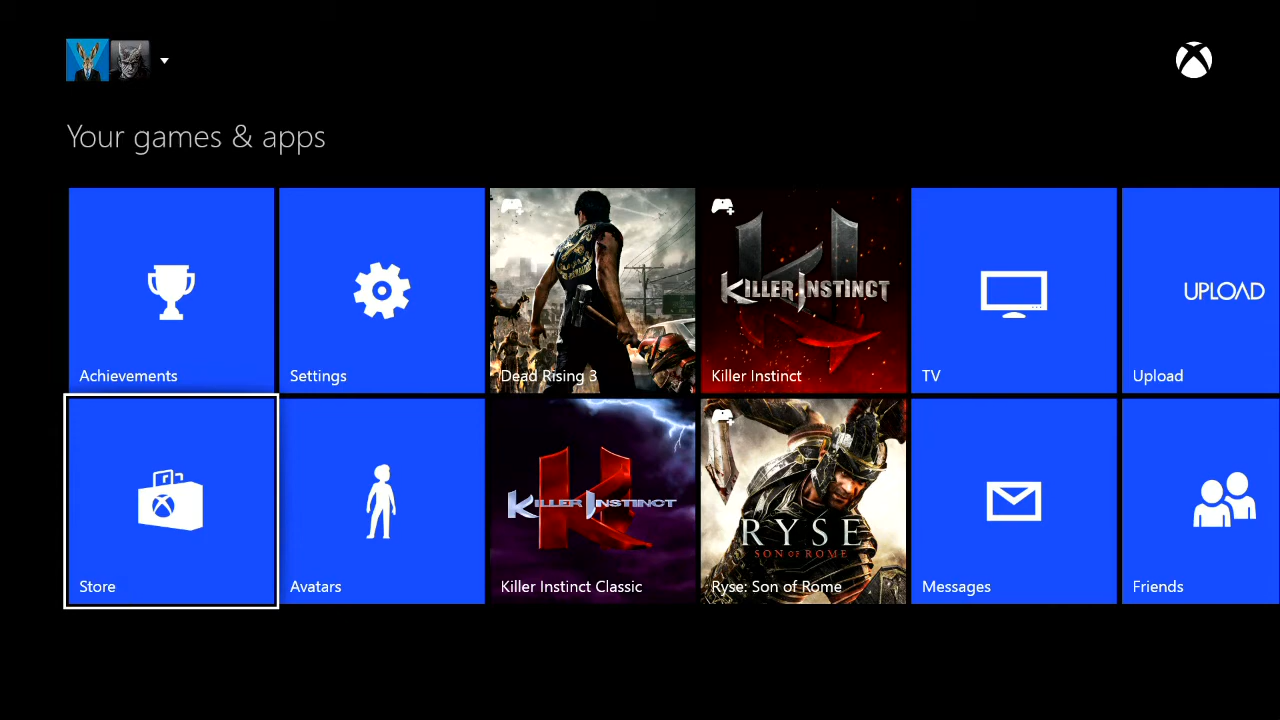 Your games & apps
Achievements
Settings
Dead Rising 3
KILLER INSTINCT
Killer Instinct
TV
UPLOAD
Upload
Store
Avatars
KILLER INSTINCT
Killer Instinct Classic
RYSE
SON OF ROME
Ryse: Son of Rome
Messages
Friends